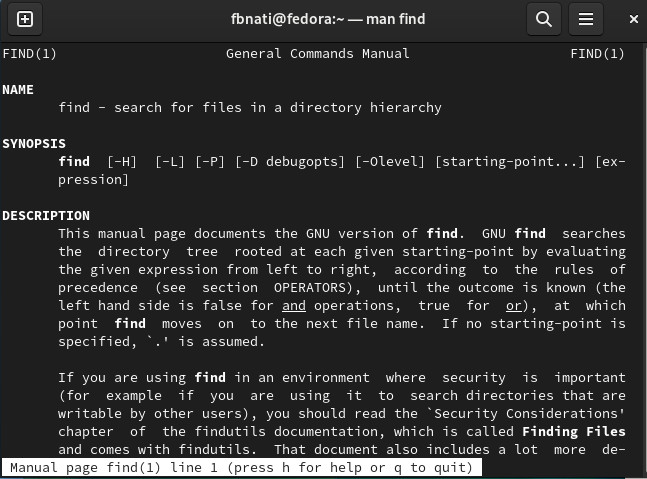 fbnati@fedora:~ — man find
FIND(1) General Commands Manual FIND(1)
NAME
find - search for files in a directory hierarchy
SYNOPSIS
find [-H] [-L] [-P] [-D debugopts] [-Olevel] [starting-point...] [ex-
pression]
DESCRIPTION
This manual page documents the GNU version of find. GNU find searches
the directory tree rooted at each given starting-point by evaluating
the given expression from left to right, according to the rules of
precedence (see section OPERATORS), until the outcome is known (the
left hand side is false for and operations, true for or), at which
point find moves on to the next file name. If no starting-point is
specified, `.' is assumed.
If you are using find in an environment where security is important
(for example if you are using it to search directories that are
writable by other users), you should read the `Security Considerations'
chapter of the findutils documentation, which is called Finding Files
and comes with findutils. That document also includes a lot more de-
Manual page find(1) line 1 (press h for help or q to quit)